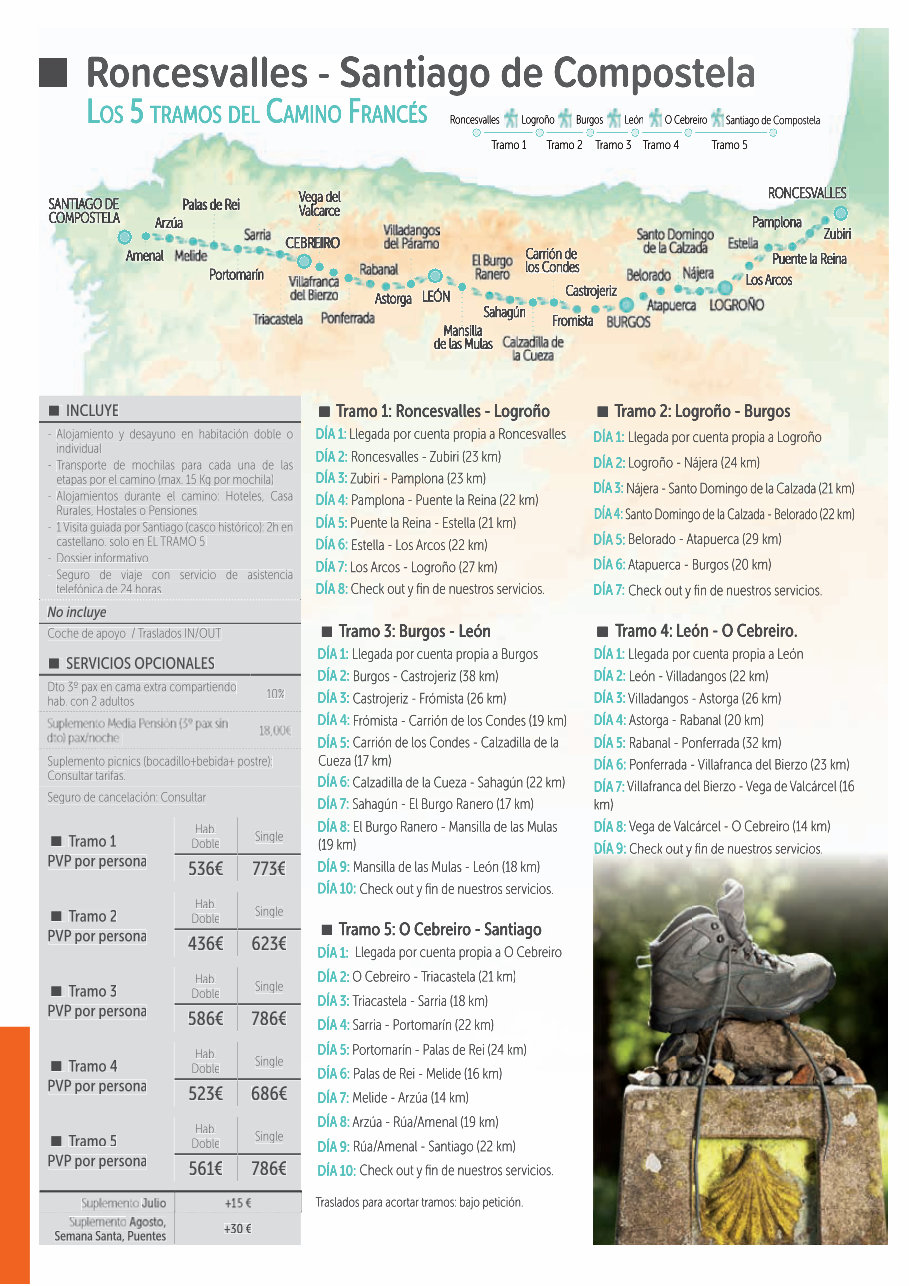 Roncesvalles - Santiago de Compostela
Los 5 tramos del Camino Francés
Roncesvalles Logroño Burgos León O Cebreiro Santiago de Compostela
Tramo 1 Tramo 2 Tramo 3 Tramo 4 Tramo 5
SANTIAGO DE
COMPOSTELA
Arzúa
Palas de Rei
Vega del
Valcarce
Amenal
Melide
Sarria
CEBREIRO
Portomarín
Villafranca
del Bierzo
Triacastela
Ponferrada
Rabanal
Villadangos
del Páramo
Astorga
LEÓN
El Burgo
Ranero
Carrión de
los Condes
Mansilla
de las Mulas
Sahagún
Calzadilla de
la Cueza
Castrojeriz
Fromista
BURGOS
Belorado
Atapuerca
Santo Domingo
de la Calzada
Nájera
LOGROÑO
Estella
Los Arcos
Puente la Reina
Pamplona
Zubiri
RONCESVALLES
INCLUYE
- Alojamiento y desayuno en habitación doble o
individual
- Transporte de mochilas para cada una de las
etapas por el camino (max. 15 Kg por mochila)
- Alojamientos durante el camino: Hoteles, Casa
Rurales, Hostales o Pensiones
- 1 Visita guiada por Santiago (casco histórico): 2h en
castellano. solo en EL TRAMO 5
- Dossier informativo
- Seguro de viaje con servicio de asistencia
telefónica de 24 horas
No incluye
Coche de apoyo / Traslados IN/OUT
SERVICIOS OPCIONALES
Dto 3º pax en cama extra compartiendo
hab. con 2 adultos 10%
Suplemento Media Pensión (3º pax sin
dto) pax/noche 18,00€
Suplemento picnics (bocadillo+bebida+ postre):
Consultar tarifas.
Seguro de cancelación: Consultar
Tramo 1
PVP por persona
Hab.
Doble
Single
536€ 773€
Tramo 2
PVP por persona
Hab.
Doble
Single
436€ 623€
Tramo 3
PVP por persona
Hab.
Doble
Single
586€ 786€
Tramo 4
PVP por persona
Hab.
Doble
Single
523€ 686€
Tramo 5
PVP por persona
Hab.
Doble
Single
561€ 786€
Suplemento Julio +15 €
Suplemento Agosto,
Semana Santa, Puentes +30 €
Tramo 1: Roncesvalles - Logroño
DÍA 1: Llegada por cuenta propia a Roncesvalles
DÍA 2: Roncesvalles - Zubiri (23 km)
DÍA 3: Zubiri - Pamplona (23 km)
DÍA 4: Pamplona - Puente la Reina (22 km)
DÍA 5: Puente la Reina - Estella (21 km)
DÍA 6: Estella - Los Arcos (22 km)
DÍA 7: Los Arcos - Logroño (27 km)
DÍA 8: Check out y fin de nuestros servicios.
Tramo 2: Logroño - Burgos
DÍA 1: Llegada por cuenta propia a Logroño
DÍA 2: Logroño - Nájera (24 km)
DÍA 3: Nájera - Santo Domingo de la Calzada (21 km)
DÍA 4: Santo Domingo de la Calzada - Belorado (22 km)
DÍA 5: Belorado - Atapuerca (29 km)
DÍA 6: Atapuerca - Burgos (20 km)
DÍA 7: Check out y fin de nuestros servicios.
Tramo 3: Burgos - León
DÍA 1: Llegada por cuenta propia a Burgos
DÍA 2: Burgos - Castrojeriz (38 km)
DÍA 3: Castrojeriz - Frómista (26 km)
DÍA 4: Frómista - Carrión de los Condes (19 km)
DÍA 5: Carrión de los Condes - Calzadilla de la
Cueza (17 km)
DÍA 6: Calzadilla de la Cueza - Sahagún (22 km)
DÍA 7: Sahagún - El Burgo Ranero (17 km)
DÍA 8: El Burgo Ranero - Mansilla de las Mulas
(19 km)
DÍA 9: Mansilla de las Mulas - León (18 km)
DÍA 10: Check out y fin de nuestros servicios.
Tramo 4: León - O Cebreiro.
DÍA 1: Llegada por cuenta propia a León
DÍA 2: León - Villadangos (22 km)
DÍA 3: Villadangos - Astorga (26 km)
DÍA 4: Astorga - Rabanal (20 km)
DÍA 5: Rabanal - Ponferrada (32 km)
DÍA 6: Ponferrada - Villafranca del Bierzo (23 km)
DÍA 7: Villafranca del Bierzo - Vega de Valcárcel (16
km)
DÍA 8: Vega de Valcárcel - O Cebreiro (14 km)
DÍA 9: Check out y fin de nuestros servicios.
Tramo 5: O Cebreiro - Santiago
DÍA 1: Llegada por cuenta propia a O Cebreiro
DÍA 2: O Cebreiro - Triacastela (21 km)
DÍA 3: Triacastela - Sarria (18 km)
DÍA 4: Sarria - Portomarín (22 km)
DÍA 5: Portomarín - Palas de Rei (24 km)
DÍA 6: Palas de Rei - Melide (16 km)
DÍA 7: Melide - Arzúa (14 km)
DÍA 8: Arzúa - Rúa/Amenal (19 km)
DÍA 9: Rúa/Amenal - Santiago (22 km)
DÍA 10: Check out y fin de nuestros servicios.
Traslados para acortar tramos: bajo petición.